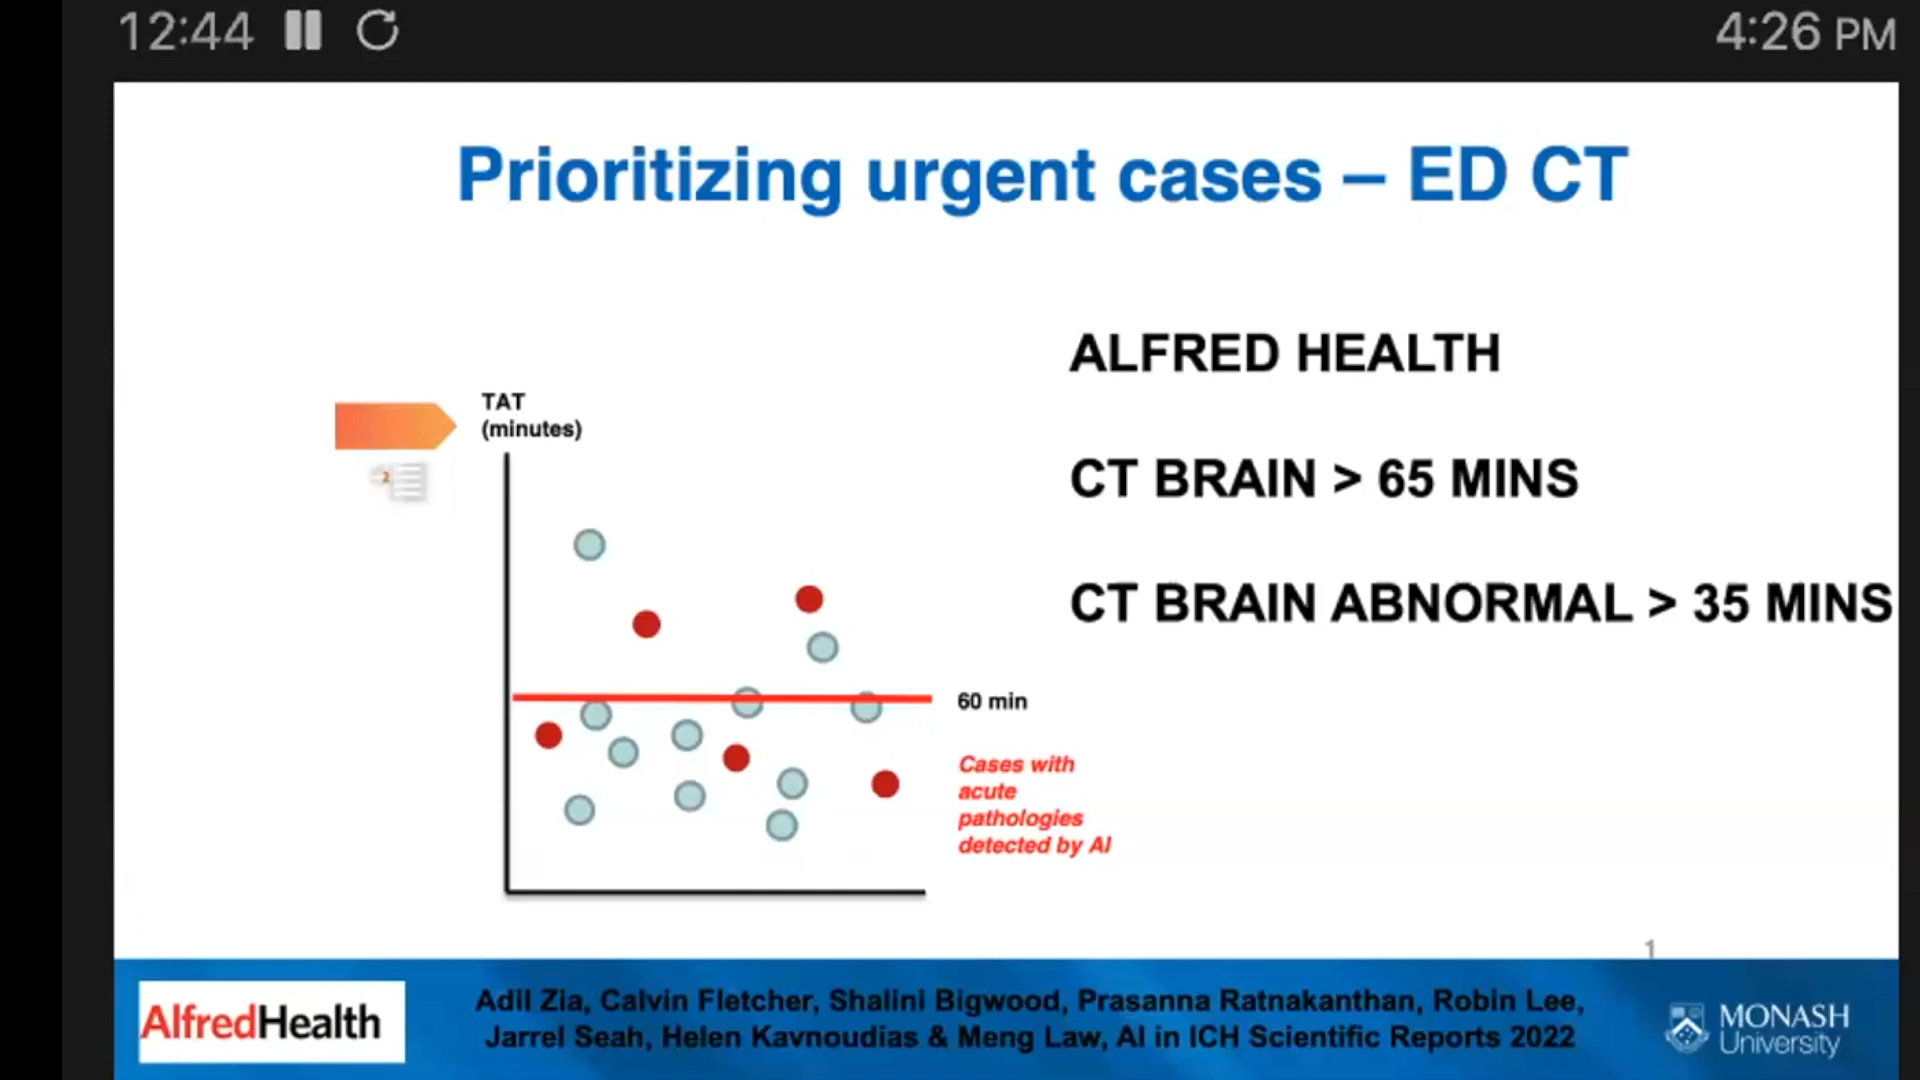 12:44
4:26 PM
Prioritizing urgent cases – ED CT
TAT
(minutes)
2
60 min
Cases with
acute
pathologies
detected by AI
ALFRED HEALTH
CT BRAIN > 65 MINS
CT BRAIN ABNORMAL > 35 MINS
1
AlfredHealth
Adil Zia, Calvin Fletcher, Shalini Bigwood, Prasanna Ratnakanthan, Robin Lee,
Jarrel Seah, Helen Kavnoudias & Meng Law, AI in ICH Scientific Reports 2022
MONASH
University